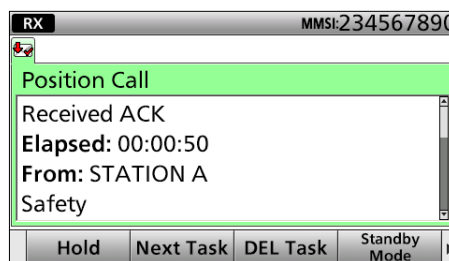 RX MMSI:234567890
Position Call
Received ACK
Elapsed: 00:00:50
From: STATION A
Safety
Hold Next Task DEL Task Standby Mode